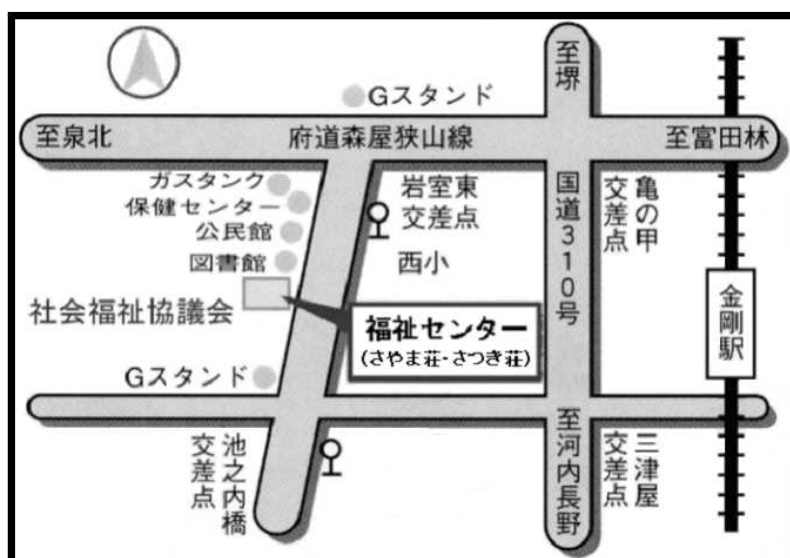 至堺
Gスタンド
至泉北
府道森屋狭山線
至富田林
ガスタンク
保健センター
公民館
図書館
岩室東
交差点
西小
国道310号
亀の甲
交差点
金剛駅
社会福祉協議会
福祉センター
(さやま荘・さつき荘)
Gスタンド
池之内橋
交差点
至河内長野
三津屋
交差点